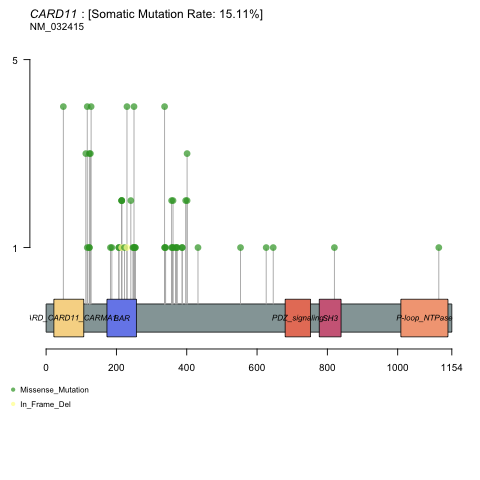 CARD11 : [Somatic Mutation Rate: 15.11%]
NM_032415
5
1
RD_CARD11_CARMA1 BAR PDZ_signaling SH3 P-loop_NTPase
0 200 400 600 800 1000 1154
Missense_Mutation
In_Frame_Del